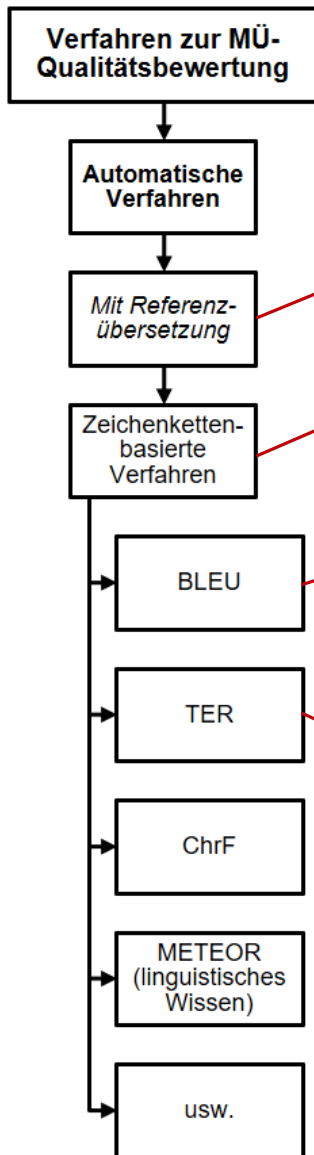 Verfahren zur MÜ-
Qualitätsbewertung
Automatische
Verfahren
Mit Referenz-
übersetzung
Zeichenketten-
basierte
Verfahren
BLEU
TER
ChrF
METEOR
(linguistisches
Wissen)
usw.